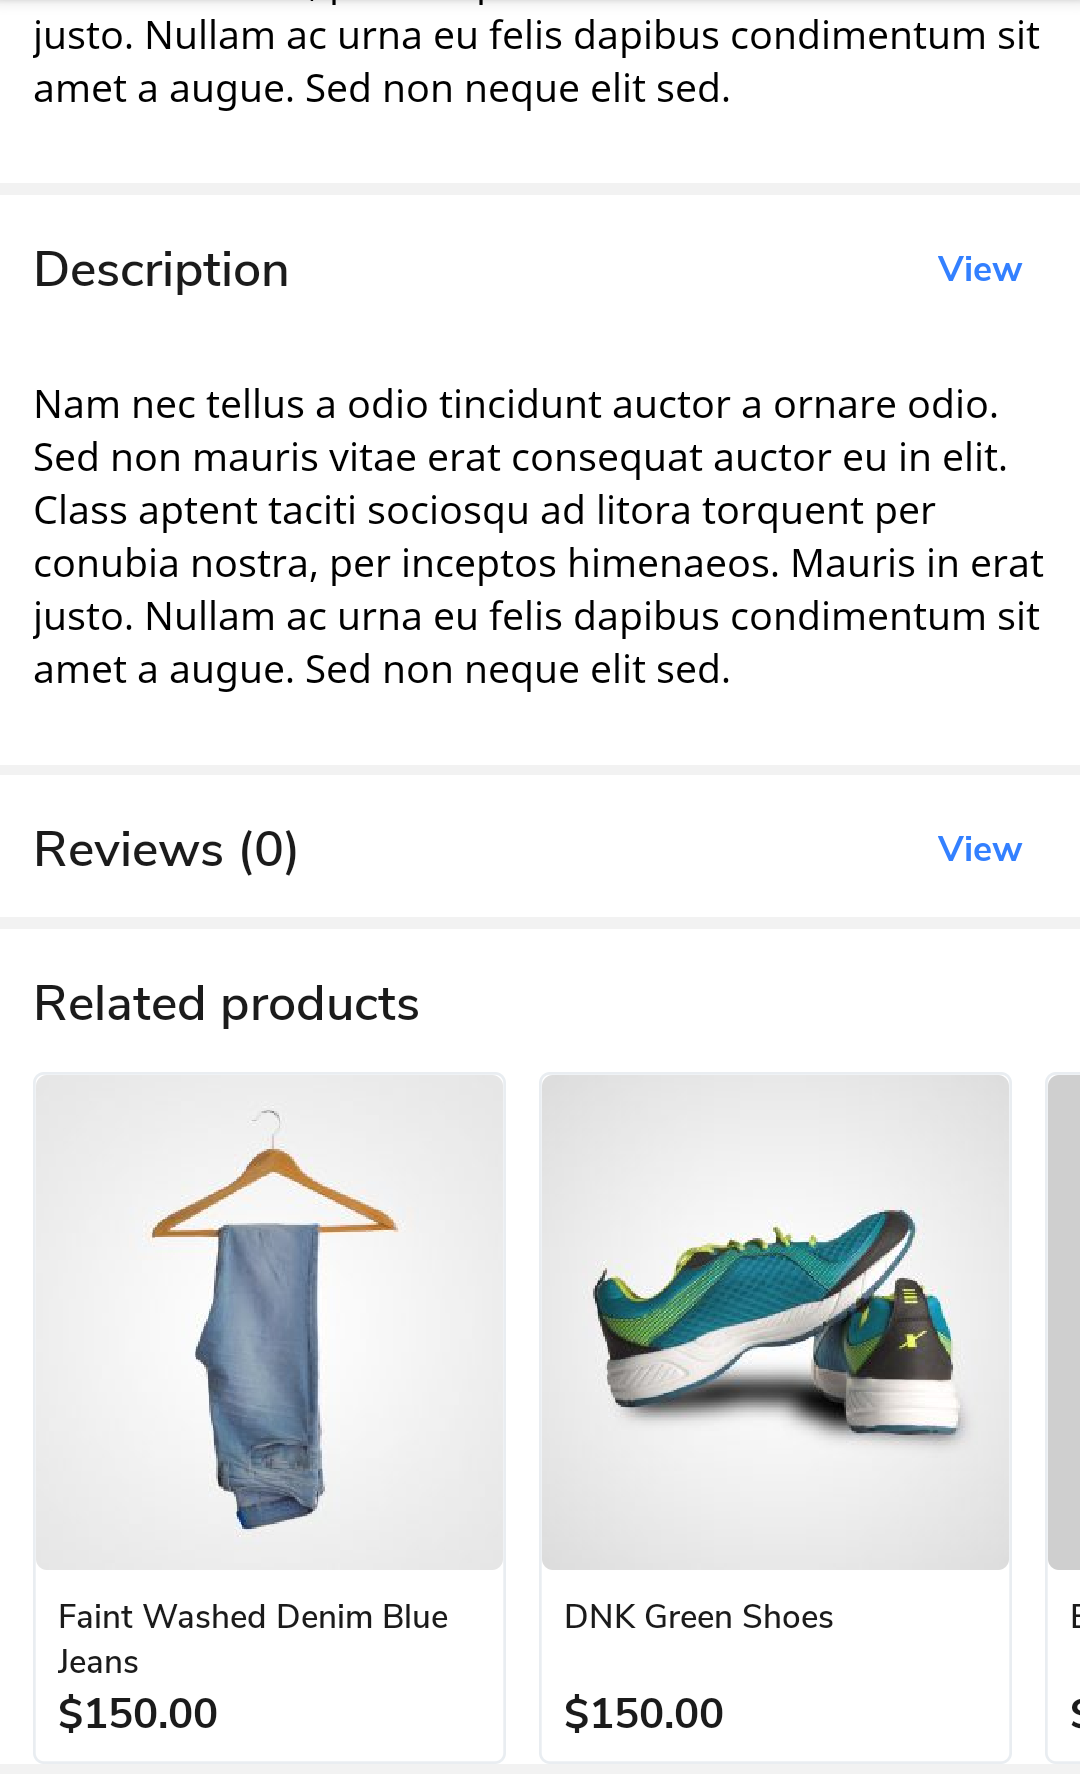 justo. Nullam ac urna eu felis dapibus condimentum sit
amet a augue. Sed non neque elit sed.
Description
View
Nam nec tellus a odio tincidunt auctor a ornare odio.
Sed non mauris vitae erat consequat auctor eu in elit.
Class aptent taciti sociosqu ad litora torquent per
conubia nostra, per inceptos himenaeos. Mauris in erat
justo. Nullam ac urna eu felis dapibus condimentum sit
amet a augue. Sed non neque elit sed.
Reviews (0)
View
Related products
Faint Washed Denim Blue
Jeans
$150.00
DNK Green Shoes
$150.00